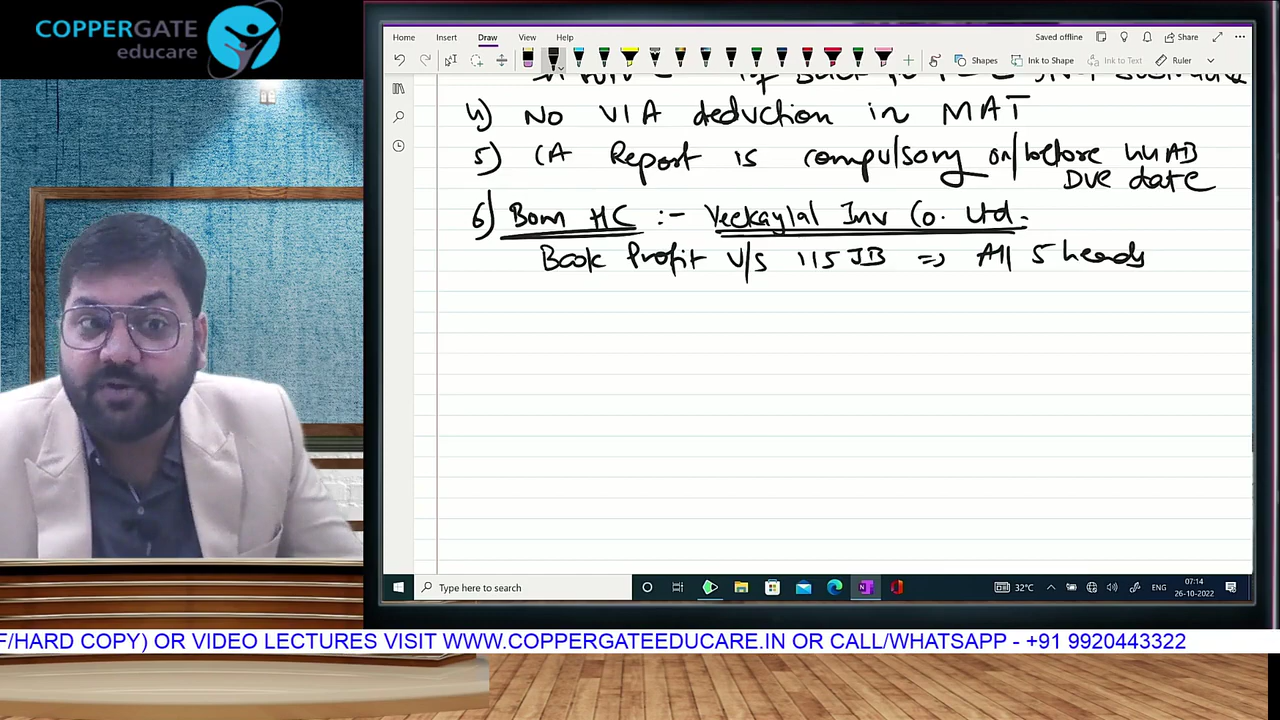 COPPERGATE
educare
Home Insert Draw View Help
Saved offline
Share
Shapes
Ink to Shape
Ink to Text
Ruler
4) No VIA deduction in MAT
5) CA Report is compulsory on/before 44AB
Due date
6) Bom HC :- Veekaylal Inv Co. Ltd.
Book Profit u/s 115JB => All 5 heads
Type here to search
32°C
ENG
07:14
26-10-2022
F/HARD COPY) OR VIDEO LECTURES VISIT WWW.COPPERGATEEDUCARE.IN OR CALL/WHATSAPP - +91 9920443322